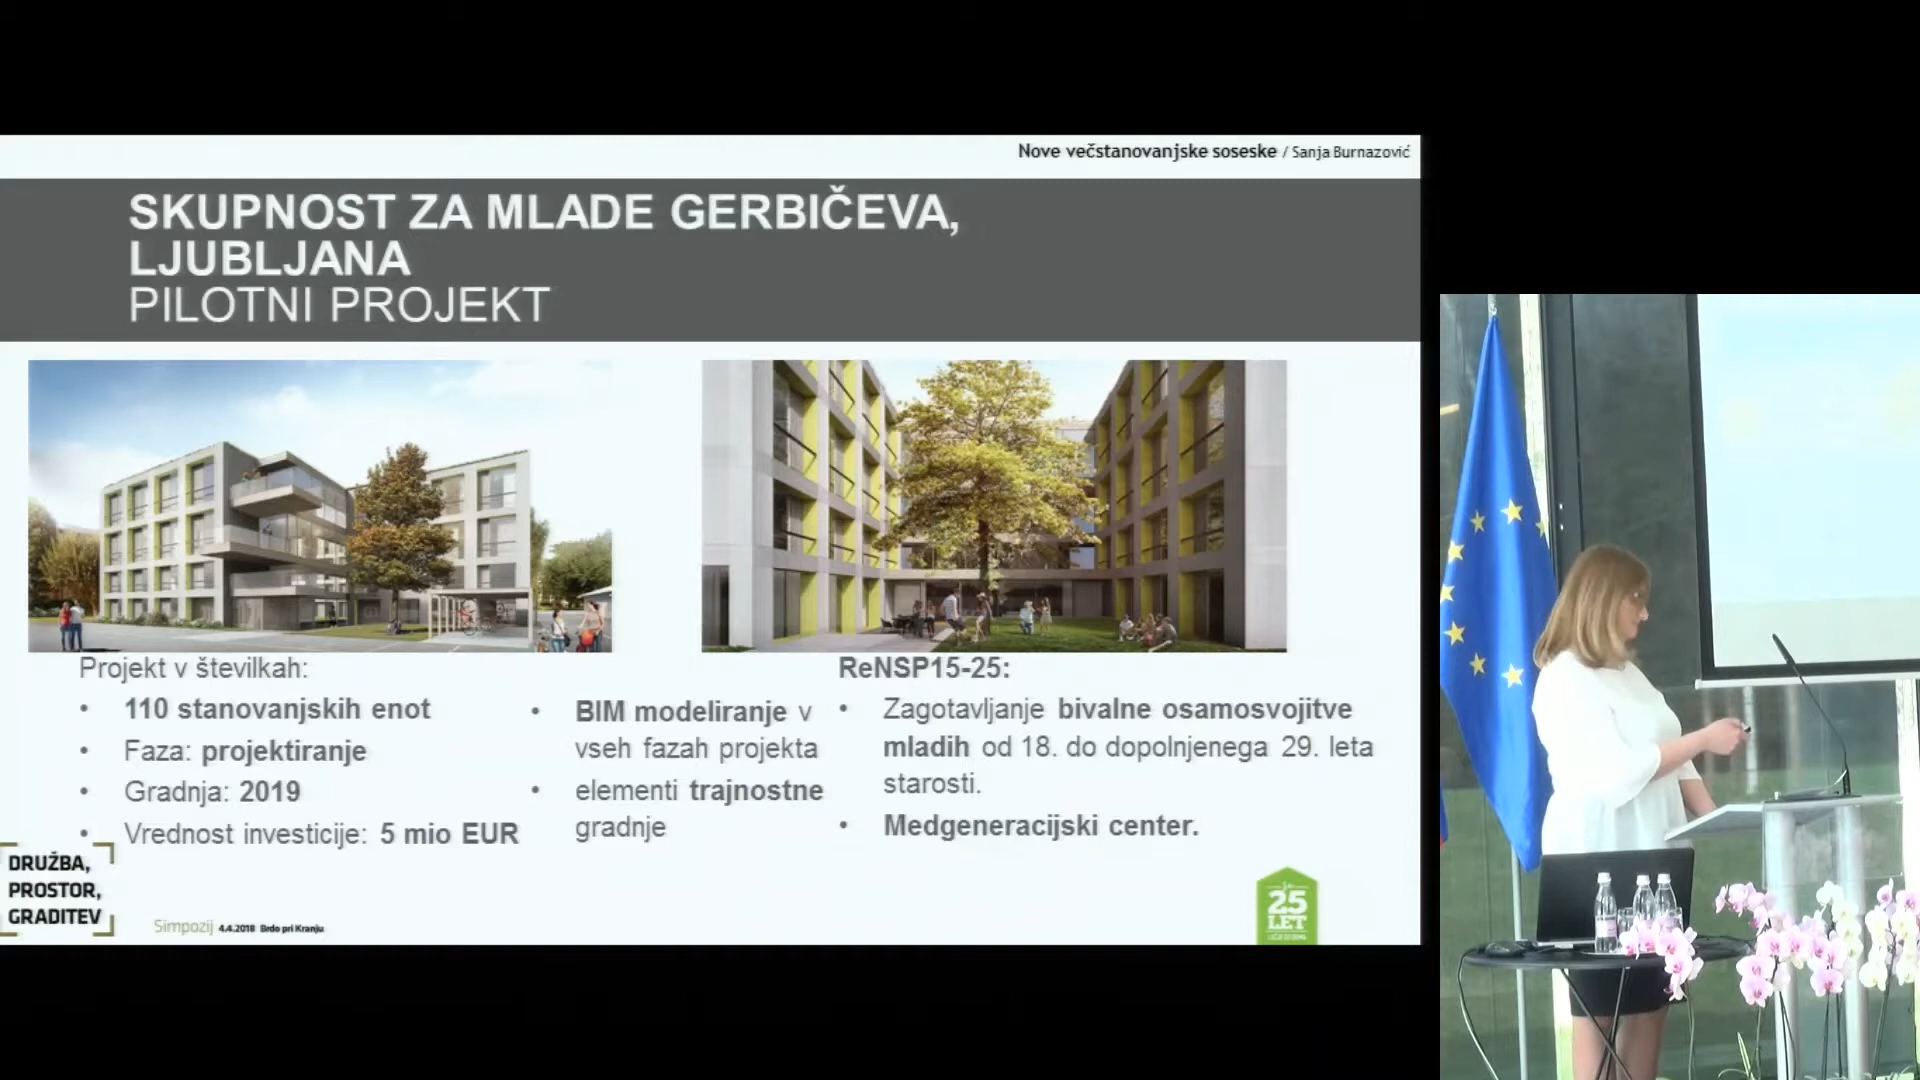 Nove večstanovanjske soseske / Sanja Burnazović
SKUPNOST ZA MLADE GERBIČEVA,
LJUBLJANA
PILOTNI PROJEKT
Projekt v številkah:
• 110 stanovanjskih enot
• Faza: projektiranje
• Gradnja: 2019
• Vrednost investicije: 5 mio EUR
• BIM modeliranje v
vseh fazah projekta
• elementi trajnostne
gradnje
ReNSP15-25:
• Zagotavljanje bivalne osamosvojitve
mladih od 18. do dopolnjenega 29. leta
starosti.
• Medgeneracijski center.
DRUŽBA,
PROSTOR,
GRADITEV
Simpozij 4.4.2018 Brdo pri Kranju
25
LET